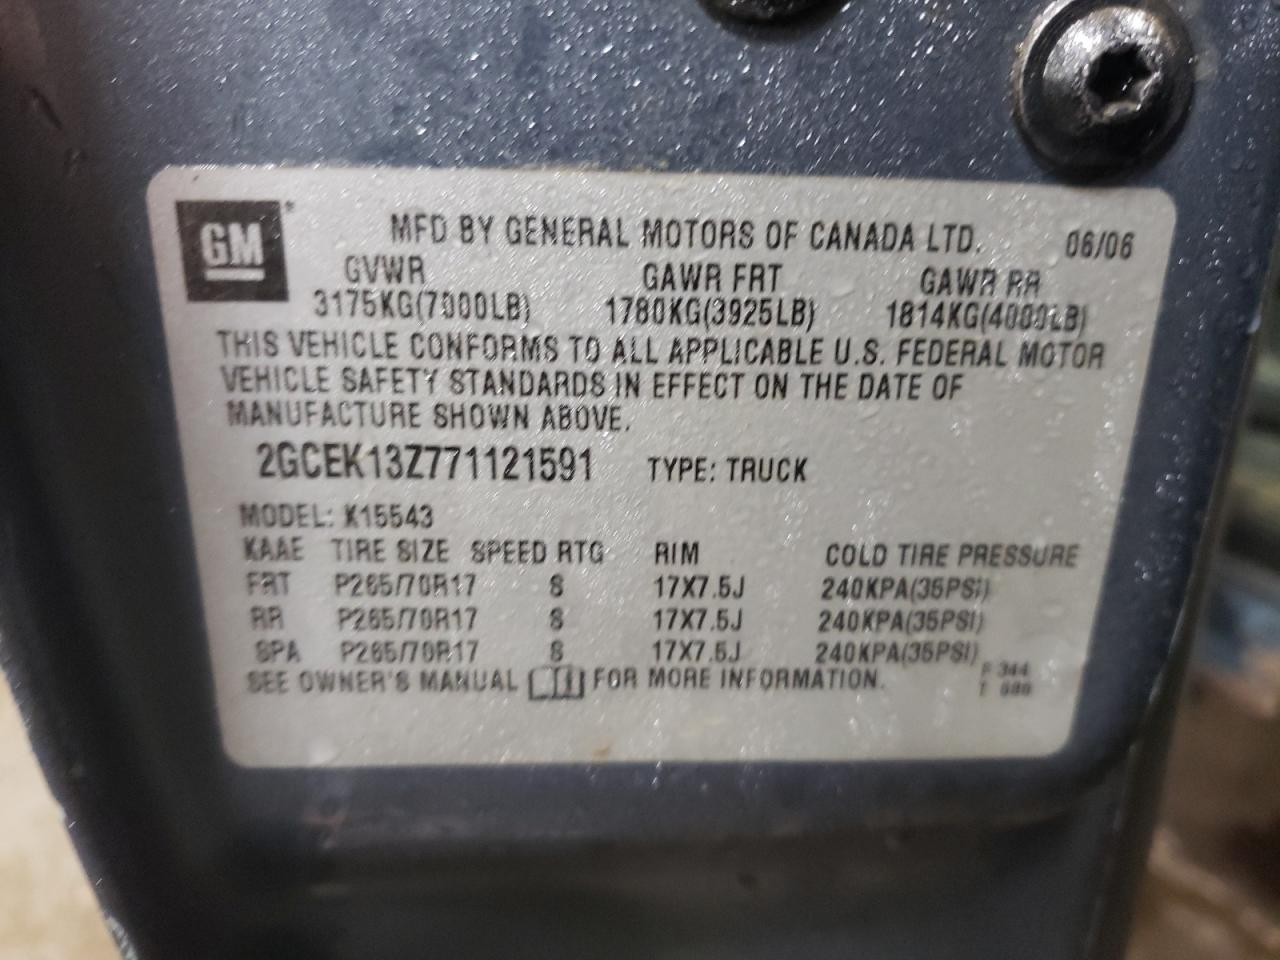 GM
MFD BY GENERAL MOTORS OF CANADA LTD. 06/06
GVWR GAWR FRT GAWR RR
3175KG(7000LB) 1780KG(3925LB) 1814KG(4000LB)
THIS VEHICLE CONFORMS TO ALL APPLICABLE U.S. FEDERAL MOTOR
VEHICLE SAFETY STANDARDS IN EFFECT ON THE DATE OF
MANUFACTURE SHOWN ABOVE.
2GCEK13Z771121591 TYPE: TRUCK
MODEL: K15543
KAAE TIRE SIZE SPEED RTG RIM COLD TIRE PRESSURE
FRT P265/70R17 S 17X7.5J 240KPA(35PSI)
RR P265/70R17 S 17X7.5J 240KPA(35PSI)
SPA P265/70R17 S 17X7.5J 240KPA(35PSI)
SEE OWNER'S MANUAL FOR MORE INFORMATION.
F 344